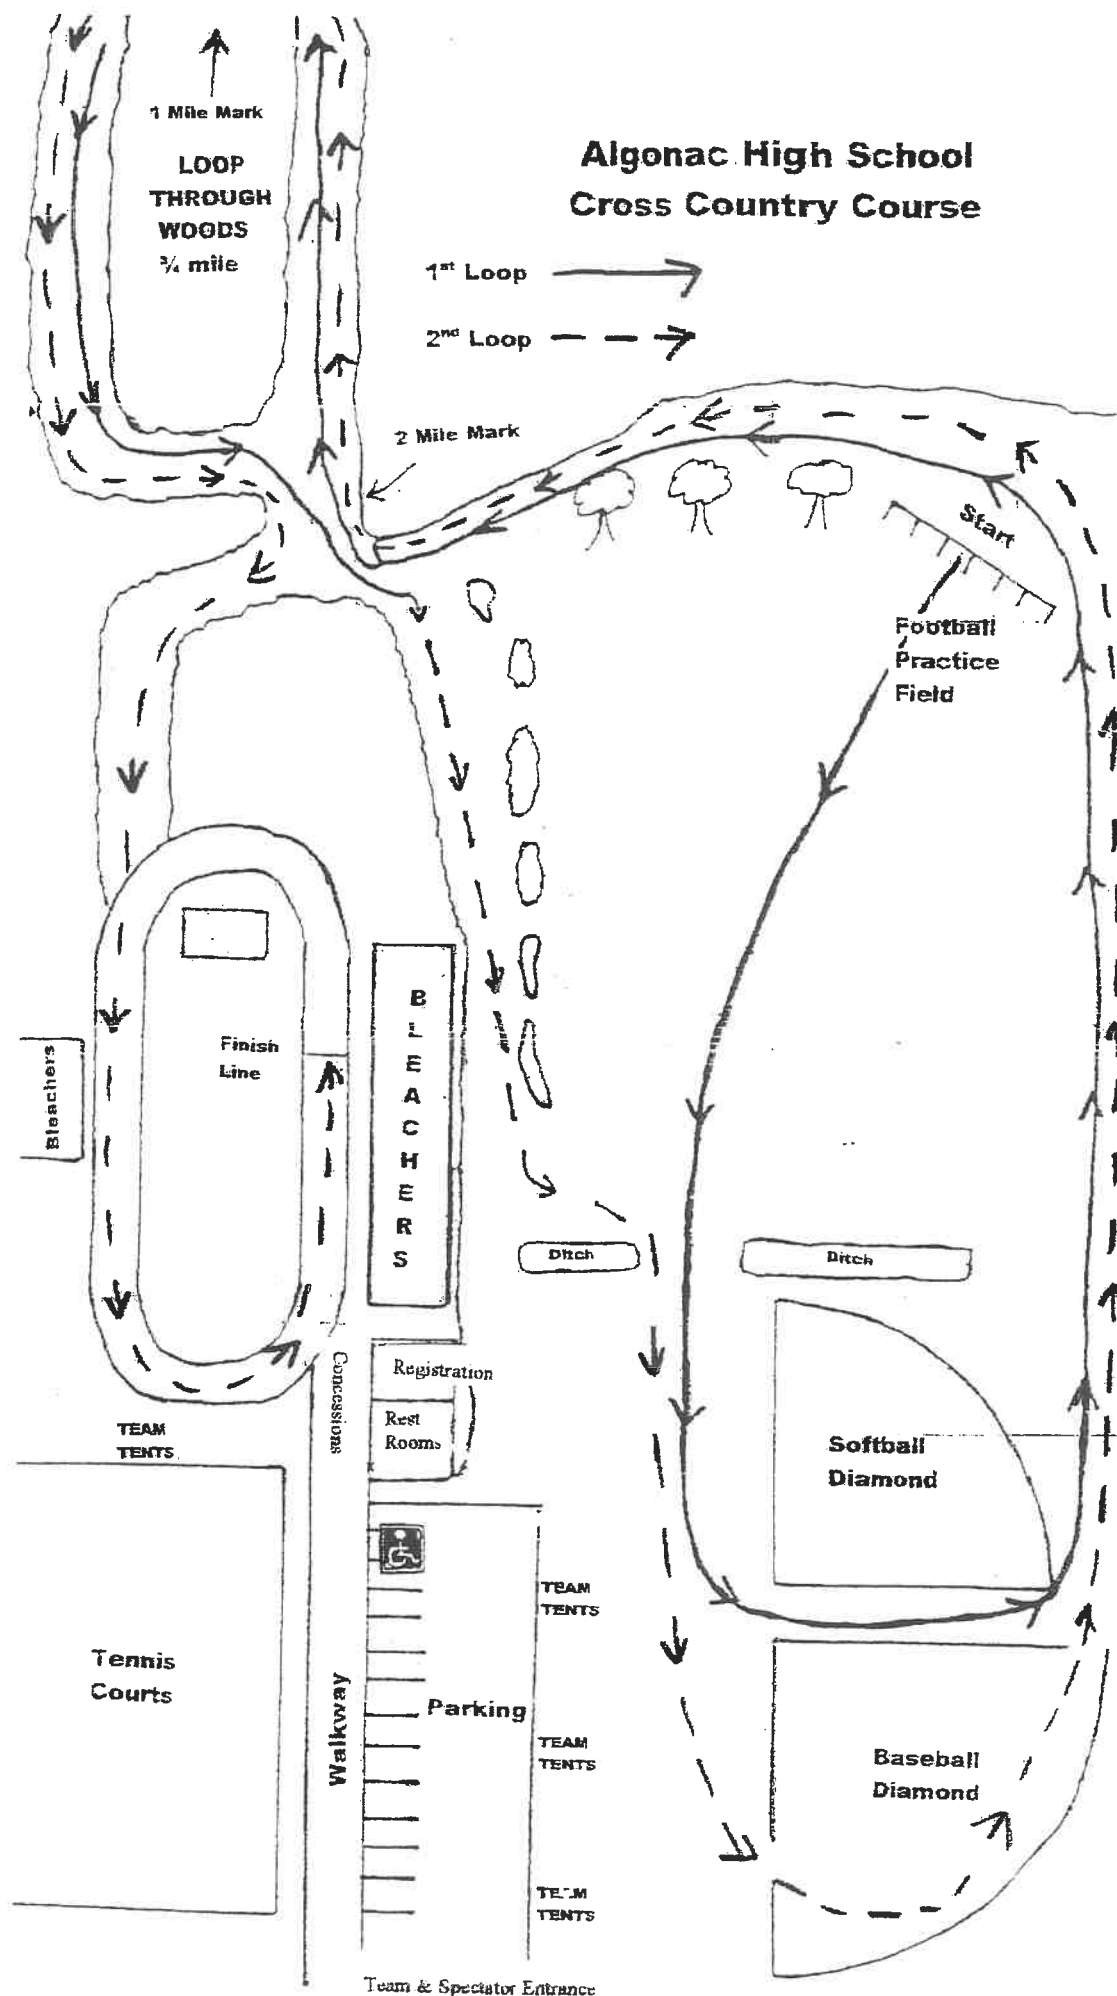 Algonac High School
Cross Country Course
1 Mile Mark
LOOP
THROUGH
WOODS
¾ mile
1st Loop
2nd Loop
2 Mile Mark
Start
Football
Practice
Field
Finish
Line
BLEACHERS
Bleachers
Ditch
Ditch
Concessions
Registration
Rest
Rooms
TEAM
TENTS
Softball
Diamond
TEAM
TENTS
Tennis
Courts
Walkway
Parking
TEAM
TENTS
Baseball
Diamond
TEAM
TENTS
Team & Spectator Entrance